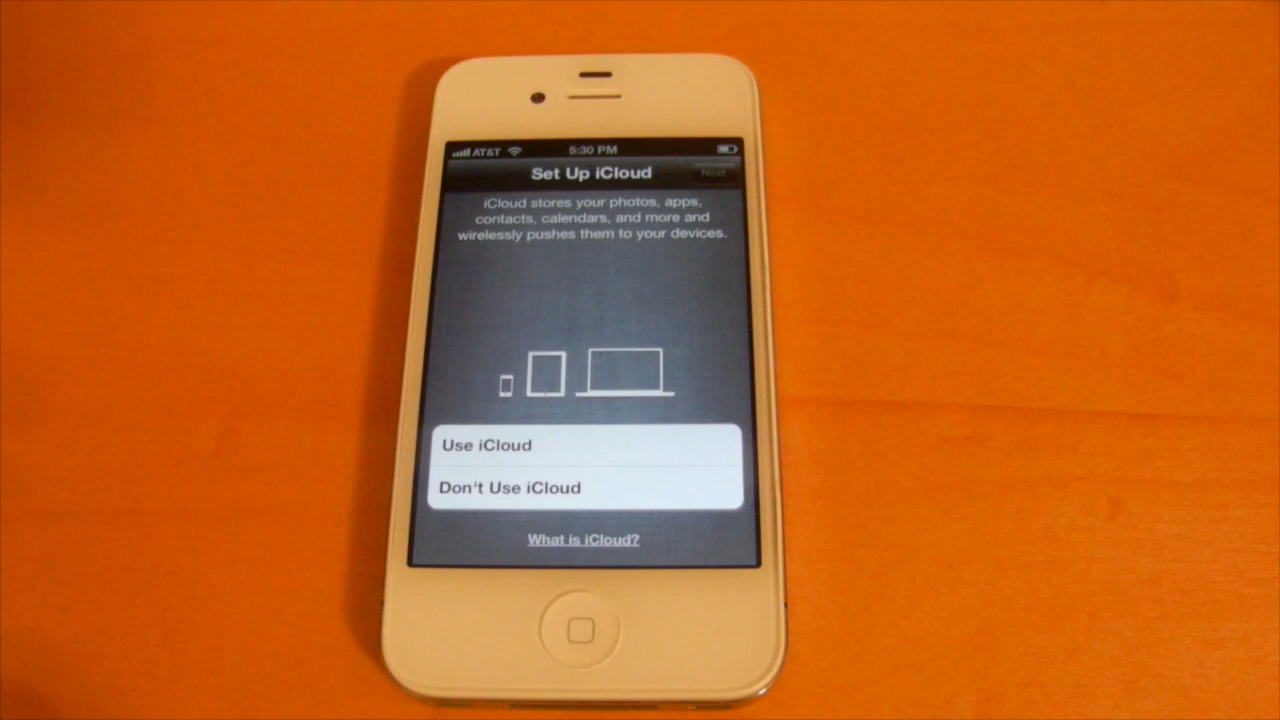 AT&T 5:30 PM
Set Up iCloud Next
iCloud stores your photos, apps,
contacts, calendars, and more and
wirelessly pushes them to your devices.
Use iCloud
Don't Use iCloud
What is iCloud?